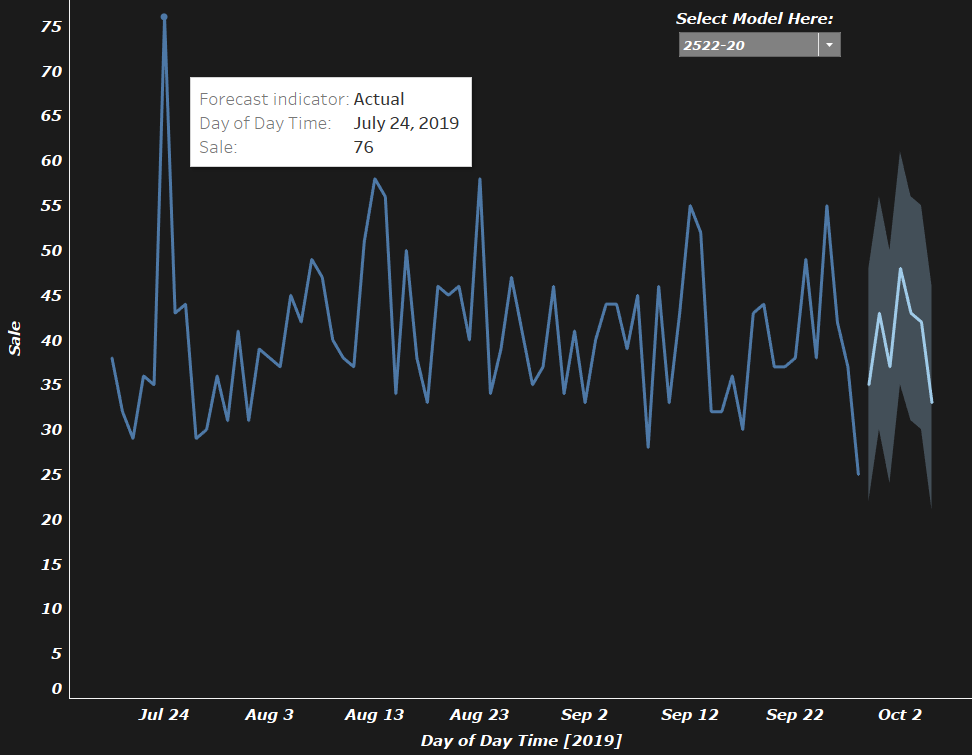 Select Model Here:
2522-20
Forecast indicator: Actual
Day of Day Time: July 24, 2019
Sale: 76
75
70
65
60
55
50
45
40
35
30
25
20
15
10
5
0
Sale
Jul 24 Aug 3 Aug 13 Aug 23 Sep 2 Sep 12 Sep 22 Oct 2
Day of Day Time [2019]